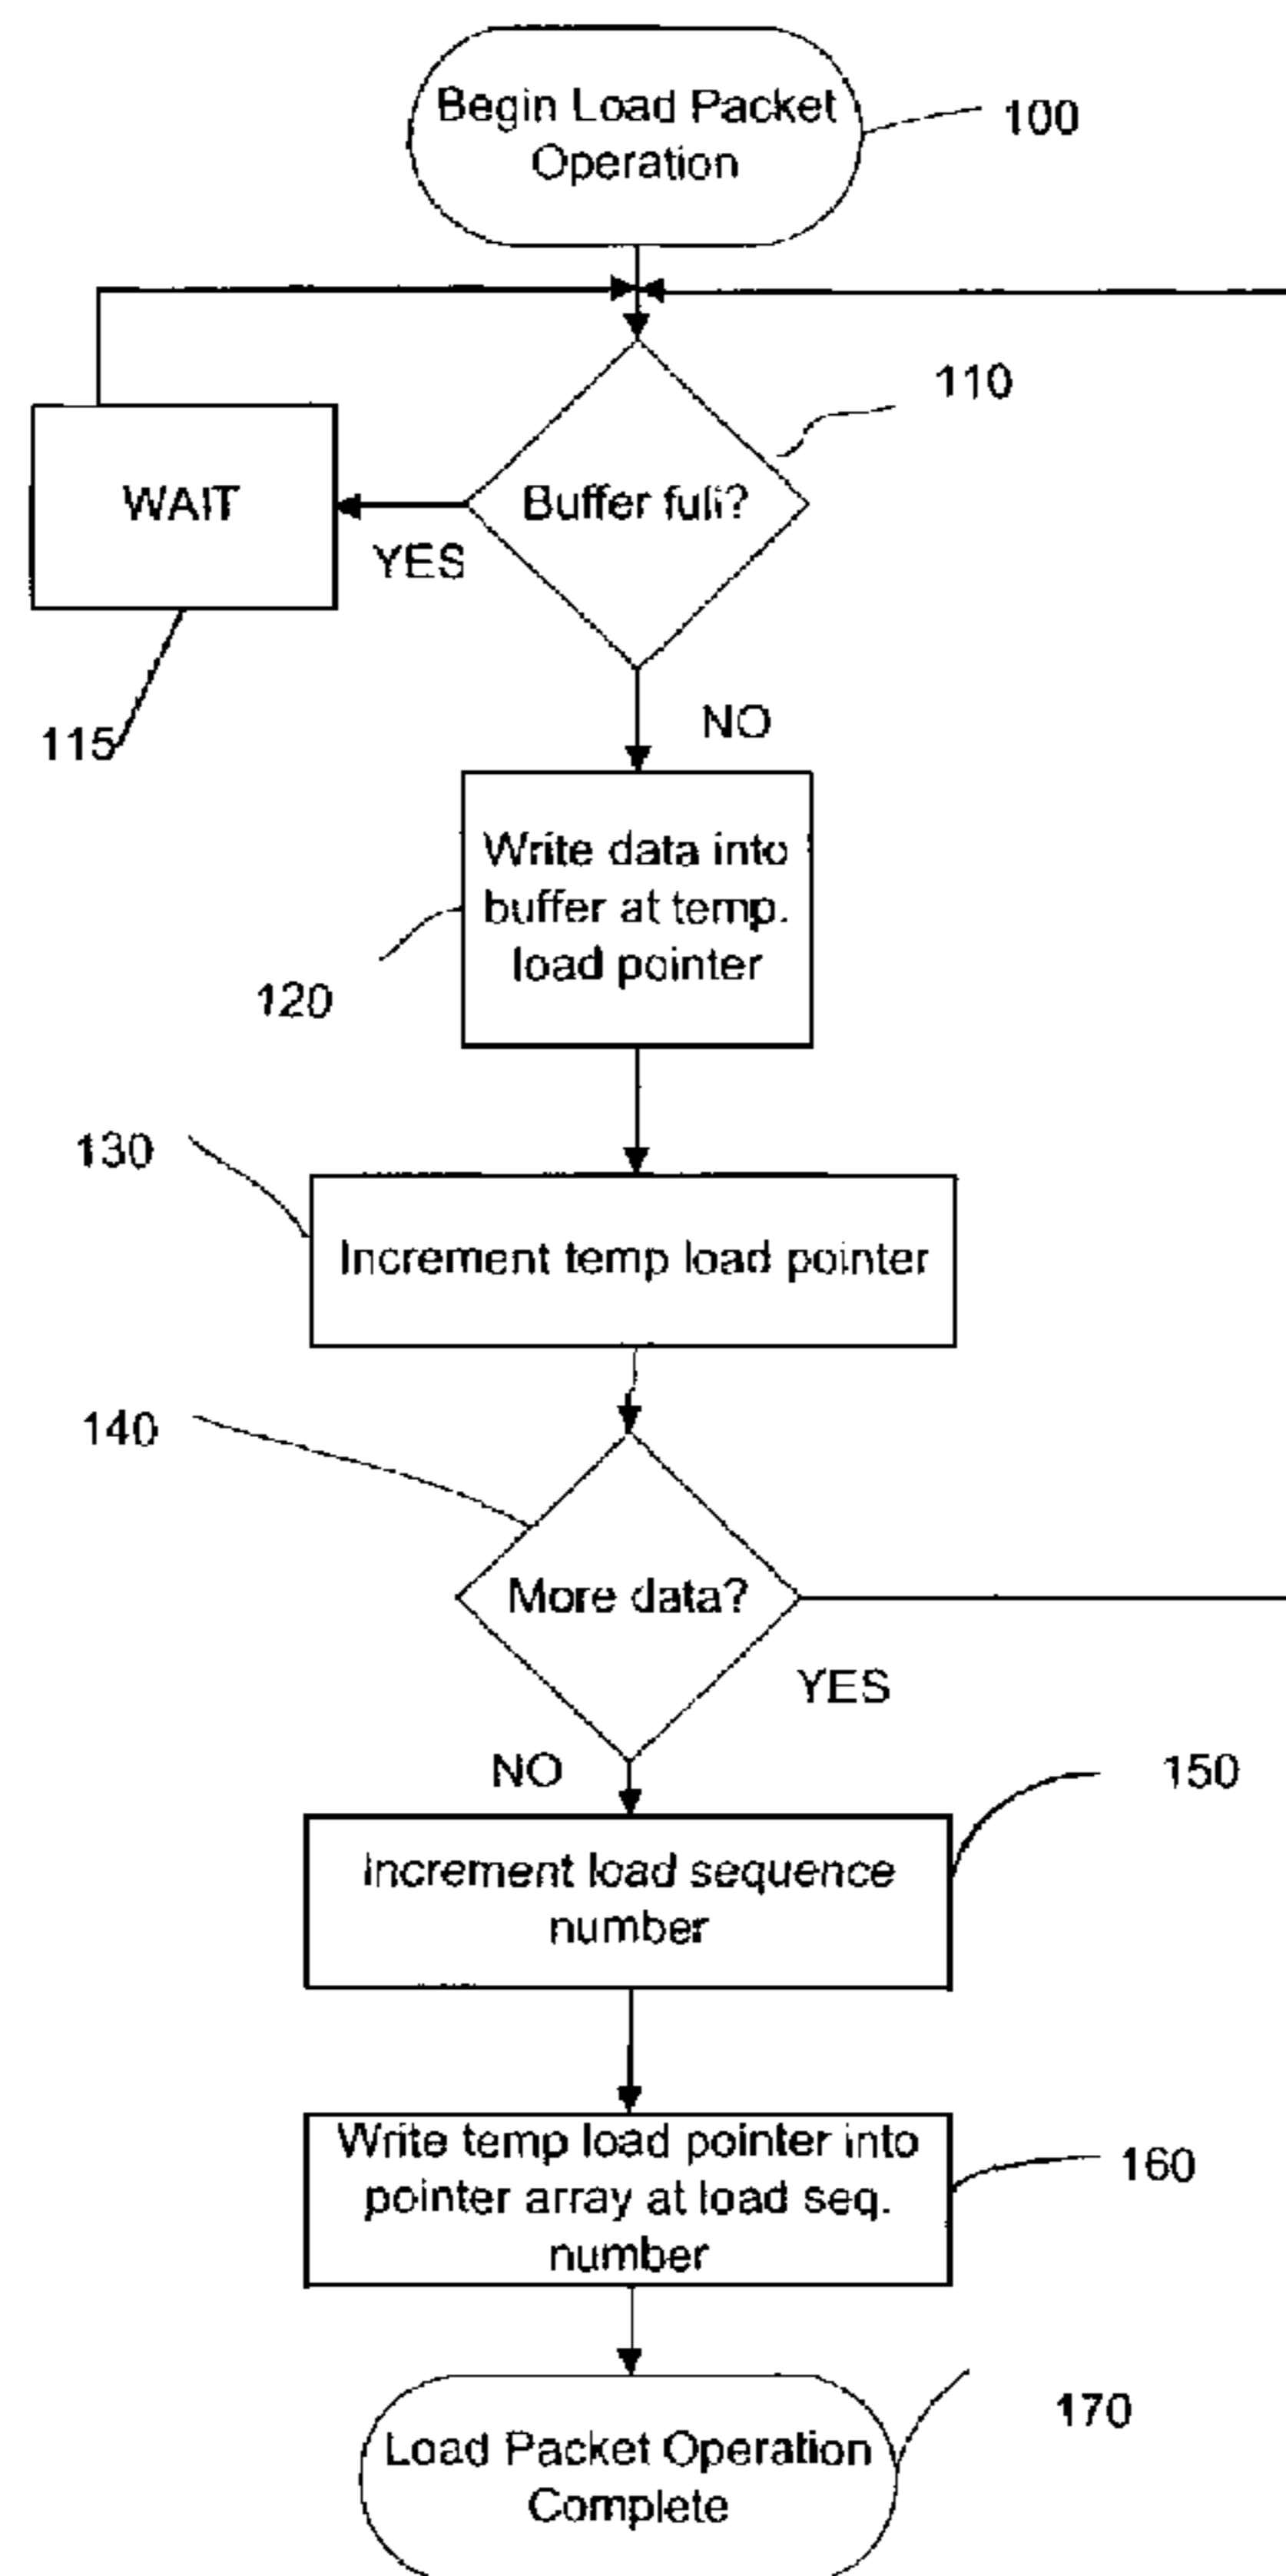 Begin Load Packet
Operation
100
110
WAIT
Buffer full?
YES
115
NO
Write data into
buffer at temp.
load pointer
120
130
Increment temp load pointer
140
More data?
YES
NO
150
Increment load sequence
number
Write temp load pointer into
pointer array at load seq.
number
160
170
Load Packet Operation
Complete